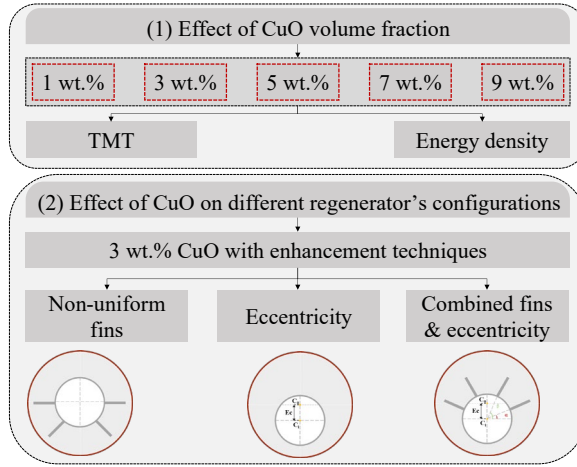 (1) Effect of CuO volume fraction
1 wt.% 3 wt.% 5 wt.% 7 wt.% 9 wt.%
TMT Energy density
(2) Effect of CuO on different regenerator's configurations
3 wt.% CuO with enhancement techniques
Non-uniform
fins
Eccentricity
Combined fins
& eccentricity
Ec
Ec